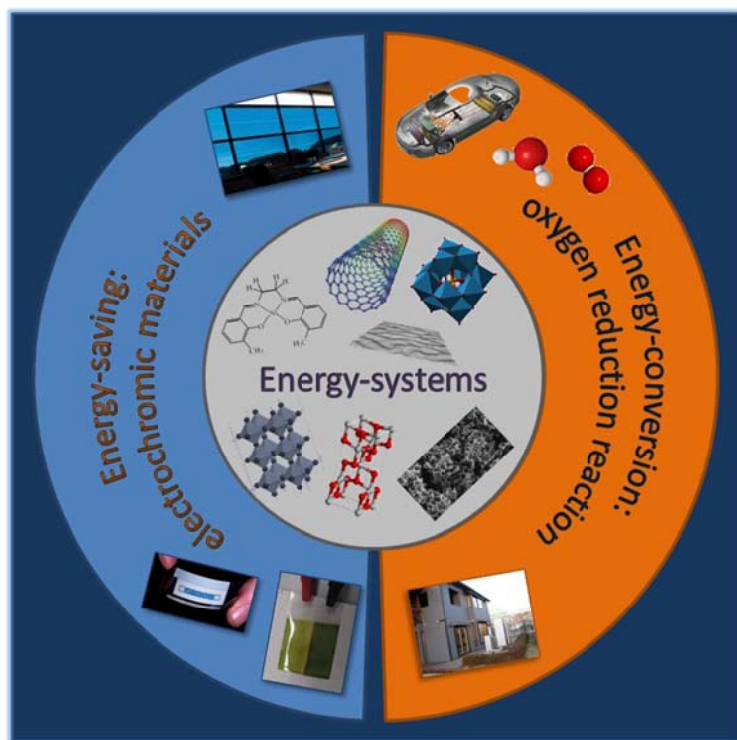 Energy-saving:
electrochromic materials
Energy-systems
Energy-conversion:
oxygen reduction reaction